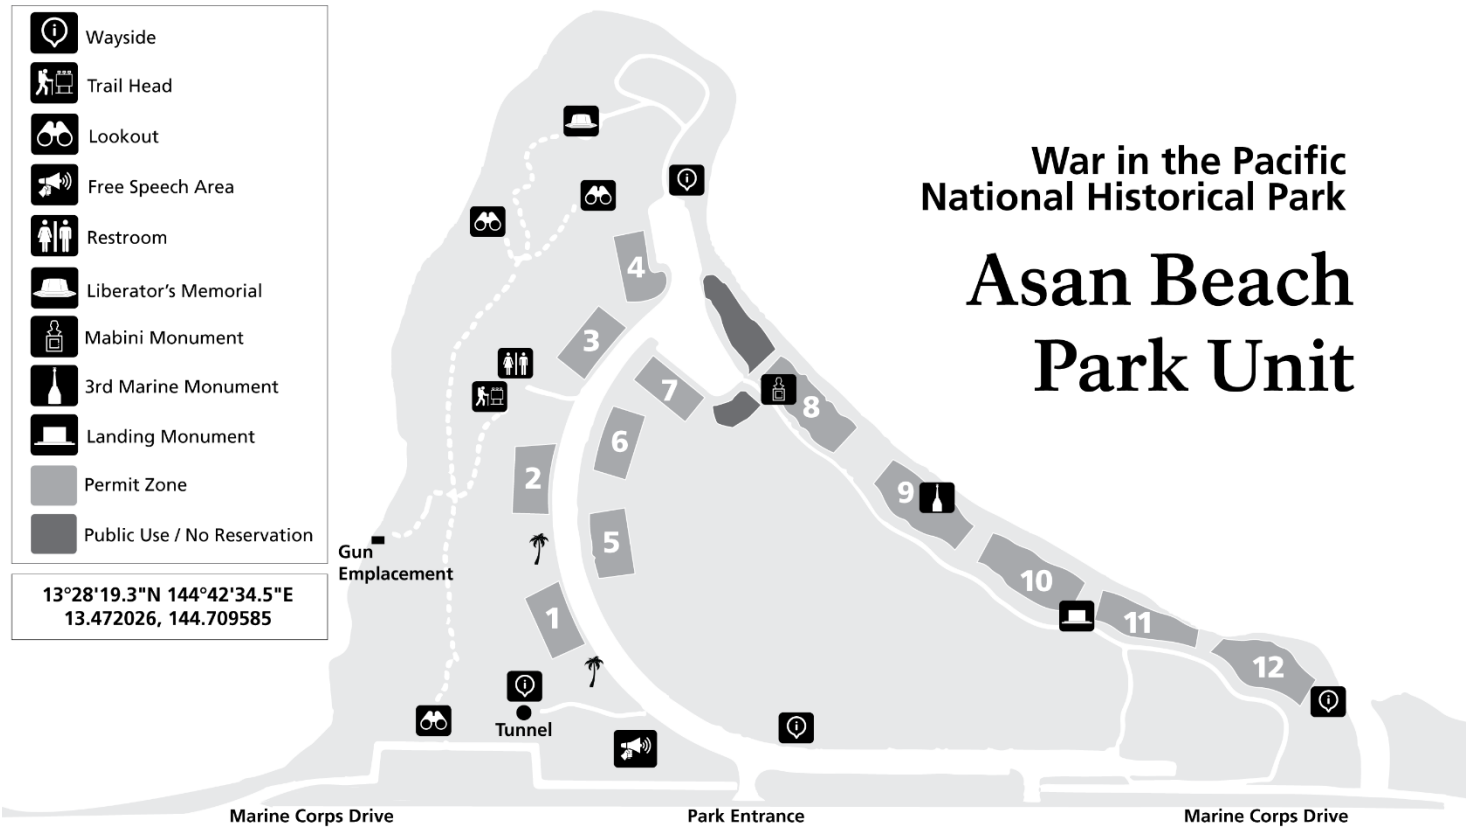 Wayside
Trail Head
Lookout
Free Speech Area
Restroom
Liberator's Memorial
Mabini Monument
3rd Marine Monument
Landing Monument
Permit Zone
Public Use / No Reservation
13°28'19.3"N 144°42'34.5"E
13.472026, 144.709585
War in the Pacific
National Historical Park
Asan Beach
Park Unit
4
3
7
8
6
2
9
5
10
1
11
12
Gun
Emplacement
Tunnel
Marine Corps Drive
Park Entrance
Marine Corps Drive